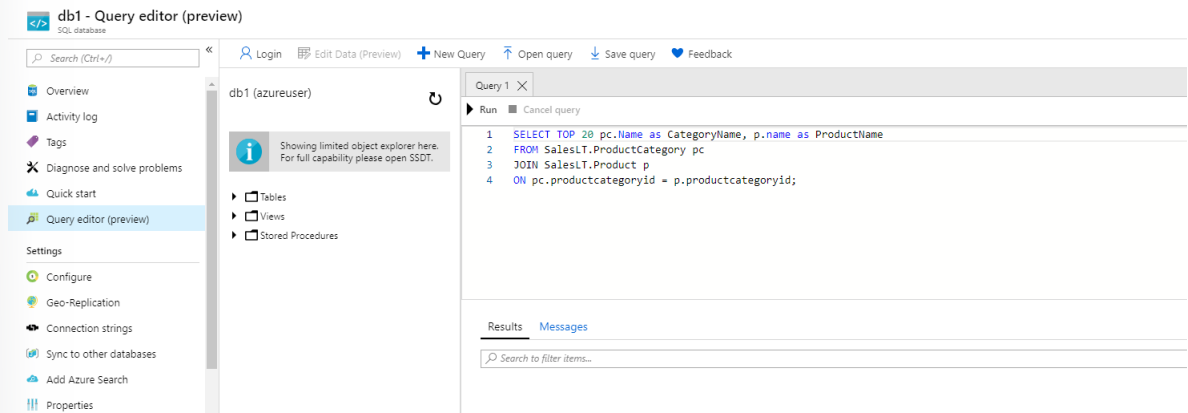 db1 - Query editor (preview)
SQL database
Search (Ctrl+/)
«
Overview
Activity log
Tags
Diagnose and solve problems
Quick start
Query editor (preview)
Settings
Configure
Geo-Replication
Connection strings
Sync to other databases
Add Azure Search
Properties
Login Edit Data (Preview) New Query Open query Save query Feedback
db1 (azureuser)
Showing limited object explorer here.
For full capability please open SSDT.
Tables
Views
Stored Procedures
Query 1
Run Cancel query
1 SELECT TOP 20 pc.Name as CategoryName, p.name as ProductName
2 FROM SalesLT.ProductCategory pc
3 JOIN SalesLT.Product p
4 ON pc.productcategoryid = p.productcategoryid;
Results Messages
Search to filter items...